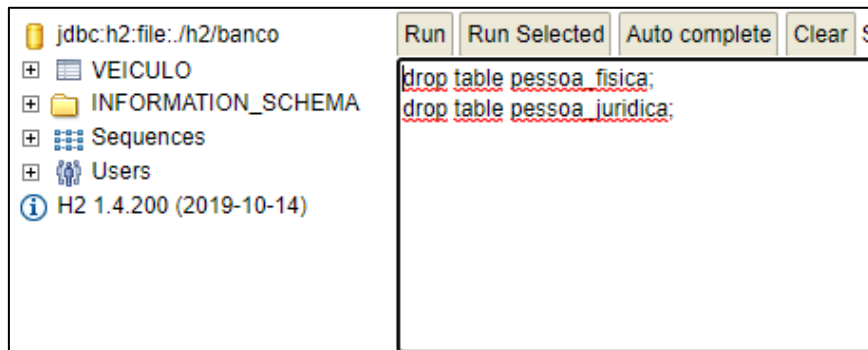 jdbc:h2:file:./h2/banco
VEICULO
INFORMATION_SCHEMA
Sequences
Users
H2 1.4.200 (2019-10-14)
Run Run Selected Auto complete Clear
drop table pessoa_fisica;
drop table pessoa_juridica;